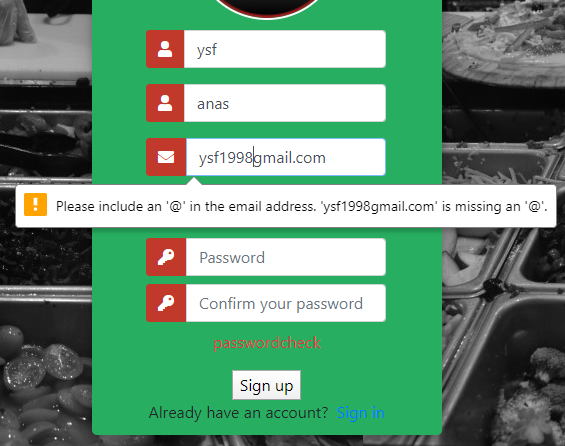 ysf
anas
ysf1998gmail.com
Please include an '@' in the email address. 'ysf1998gmail.com' is missing an '@'.
Password
Confirm your password
passwordcheck
Sign up
Already have an account? Sign in